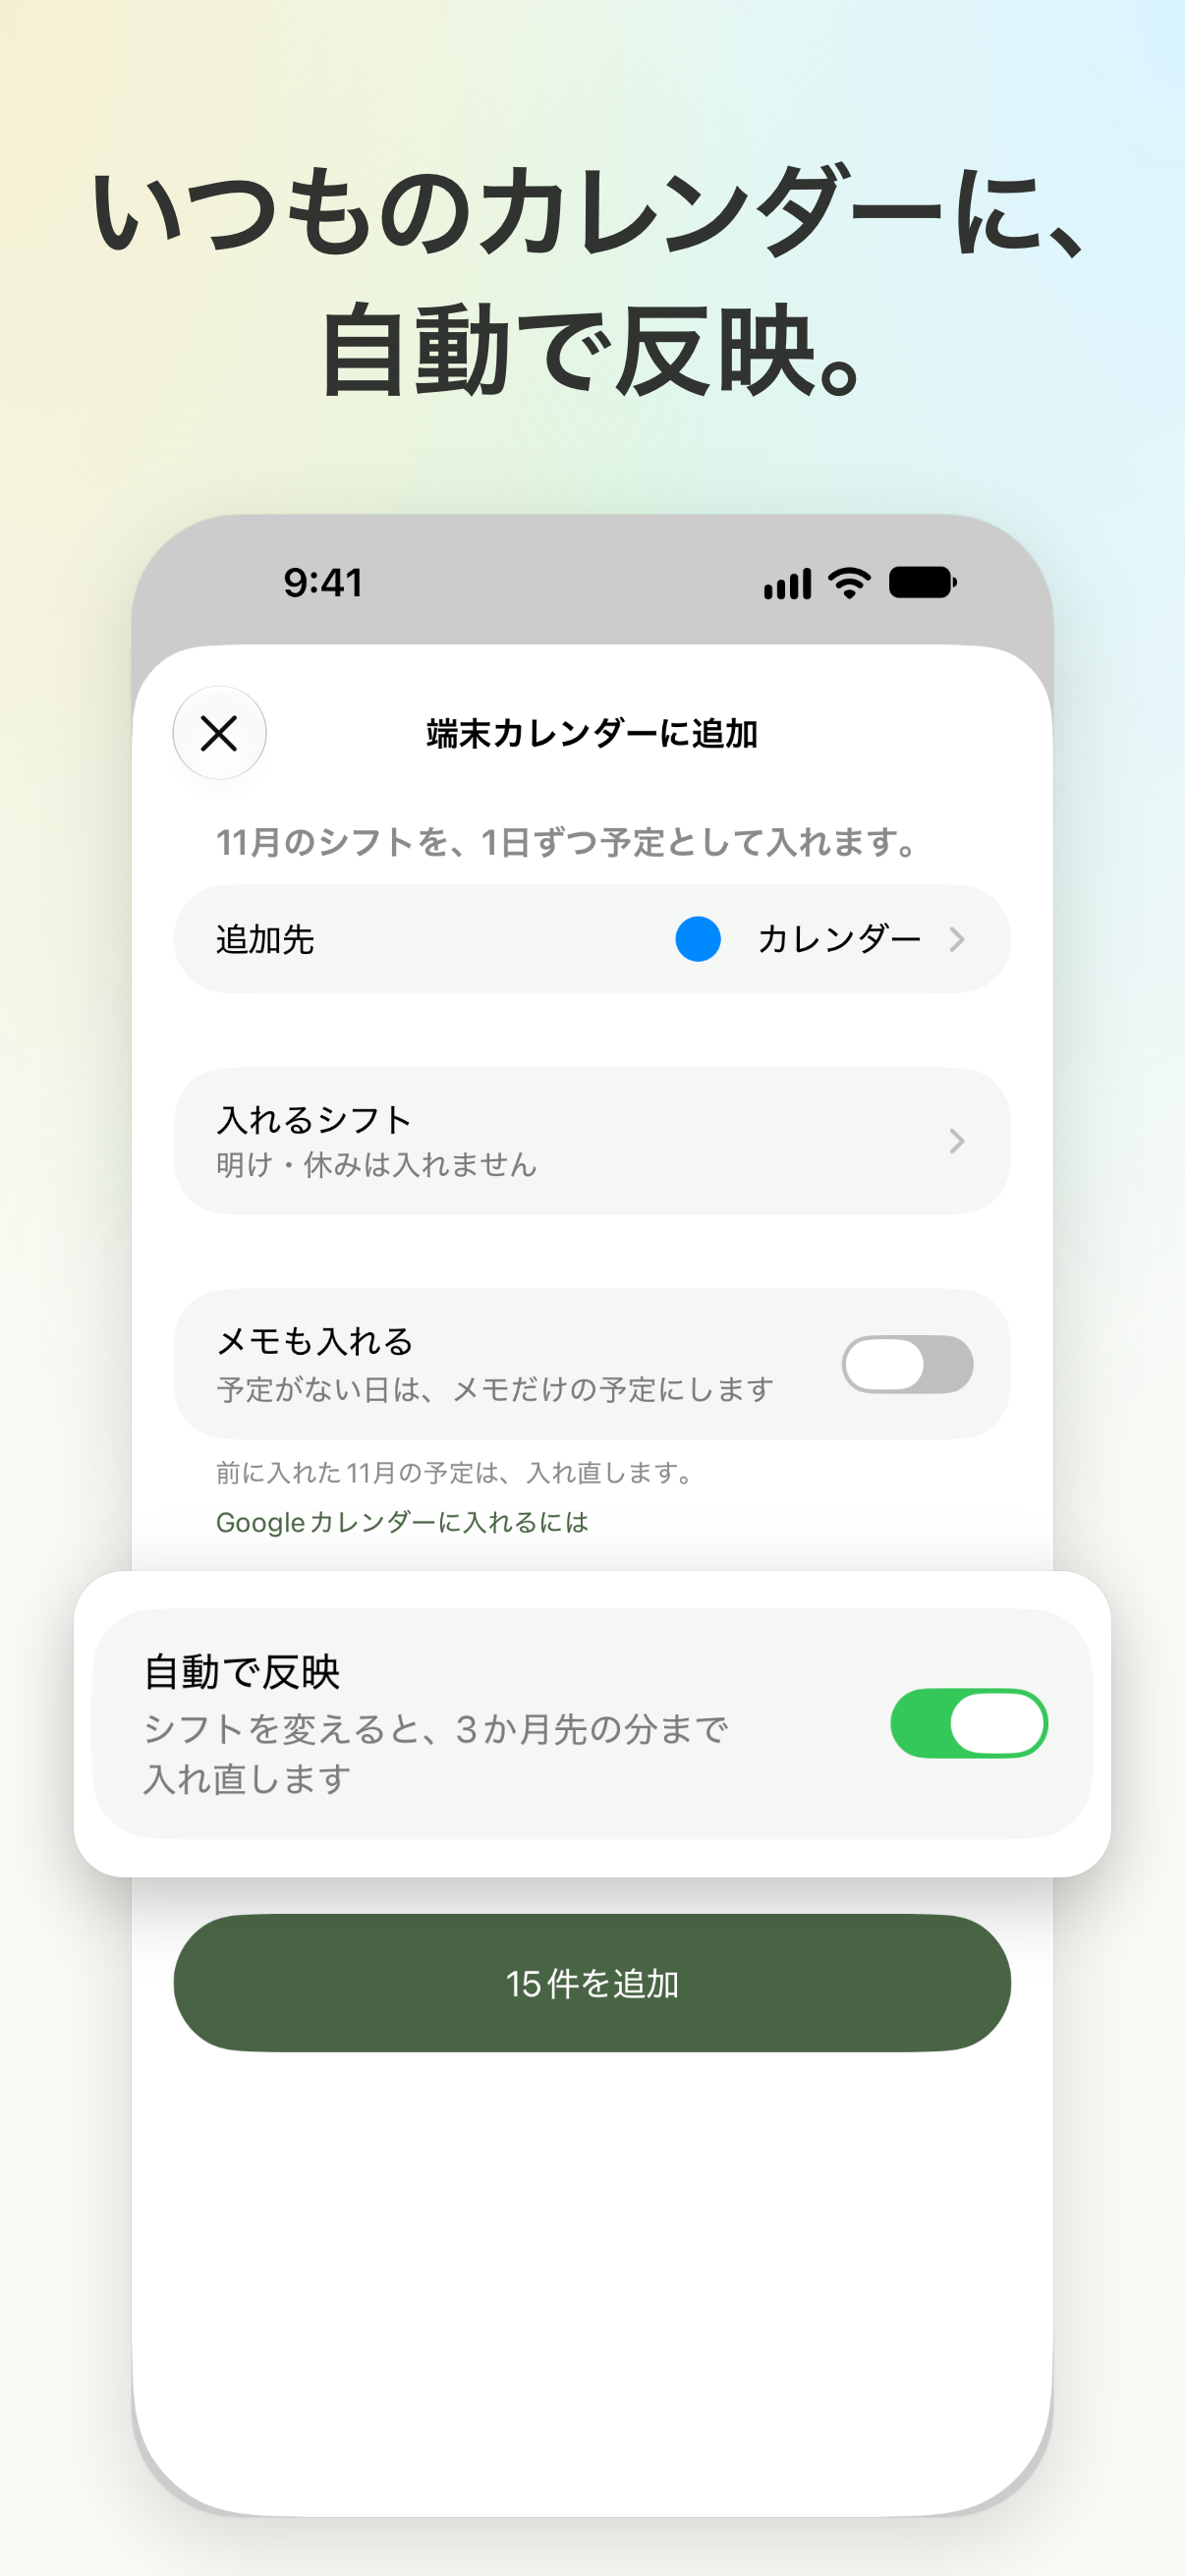 いつものカレンダーに、
自動で反映。
9:41
端末カレンダーに追加
11月のシフトを、1日ずつ予定として入れます。
追加先 カレンダー
入れるシフト
明け・休みは入れません
メモも入れる
予定がない日は、メモだけの予定にします
前に入れた11月の予定は、入れ直します。
Googleカレンダーに入れるには
自動で反映
シフトを変えると、3か月先の分まで
入れ直します
15件を追加